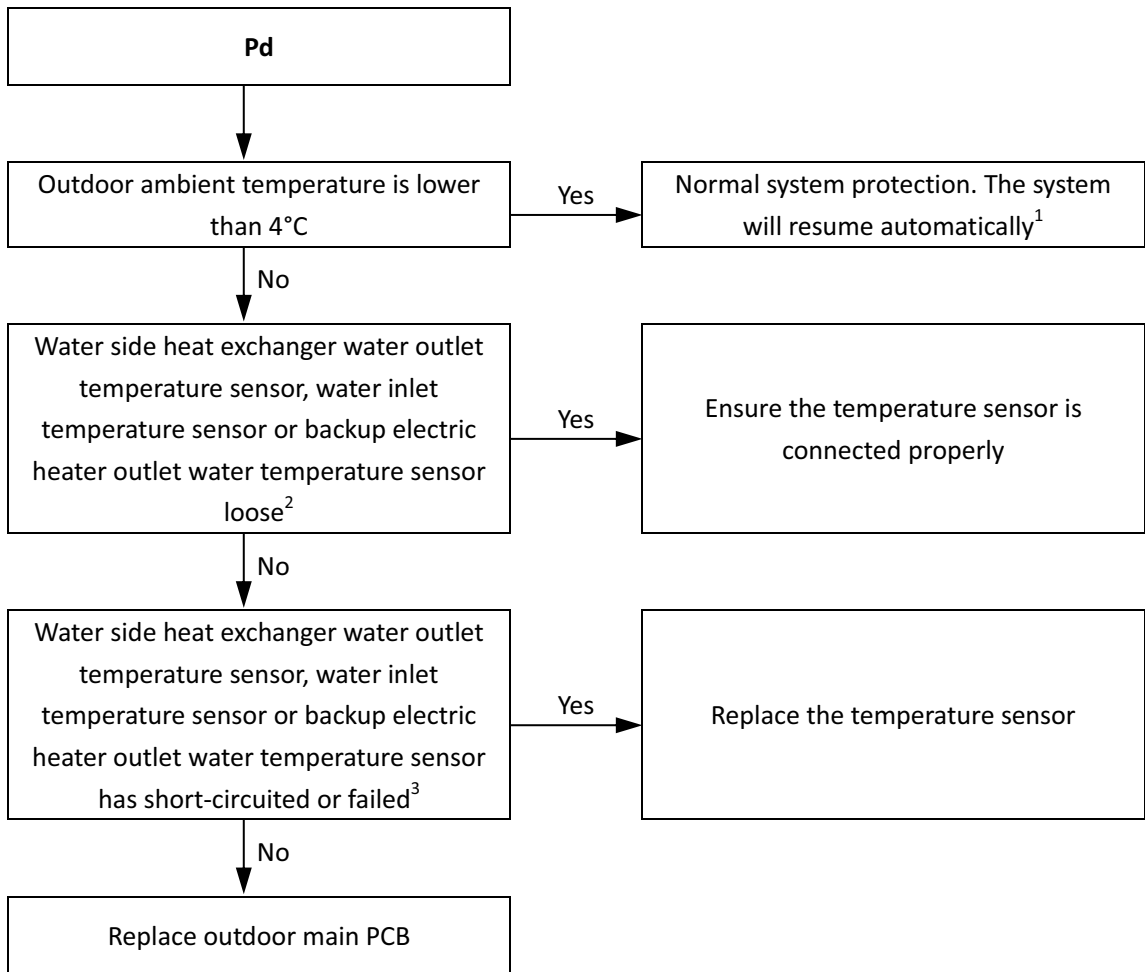 Pd
Outdoor ambient temperature is lower
than 4°C
Yes
Normal system protection. The system
will resume automatically¹
No
Water side heat exchanger water outlet
temperature sensor, water inlet
temperature sensor or backup electric
heater outlet water temperature sensor
loose²
Yes
Ensure the temperature sensor is
connected properly
No
Water side heat exchanger water outlet
temperature sensor, water inlet
temperature sensor or backup electric
heater outlet water temperature sensor
has short-circuited or failed³
Yes
Replace the temperature sensor
No
Replace outdoor main PCB